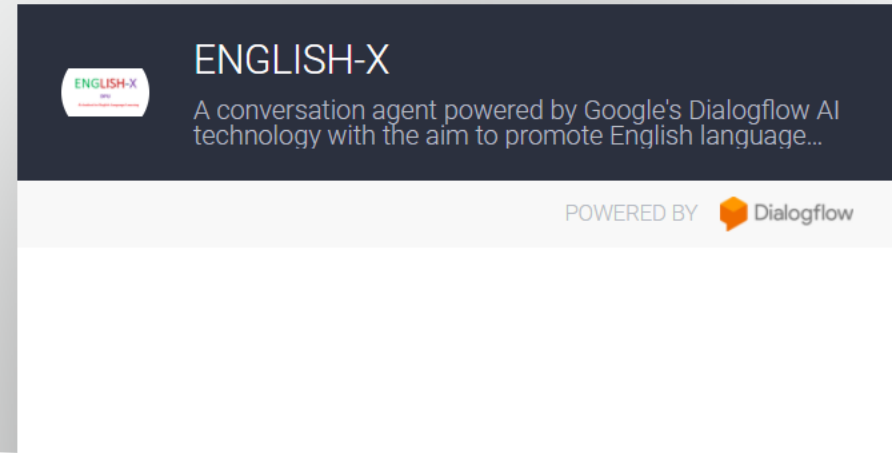 ENGLISH-X
ENGLISH-X
A conversation agent powered by Google's Dialogflow AI
technology with the aim to promote English language...
POWERED BY Dialogflow